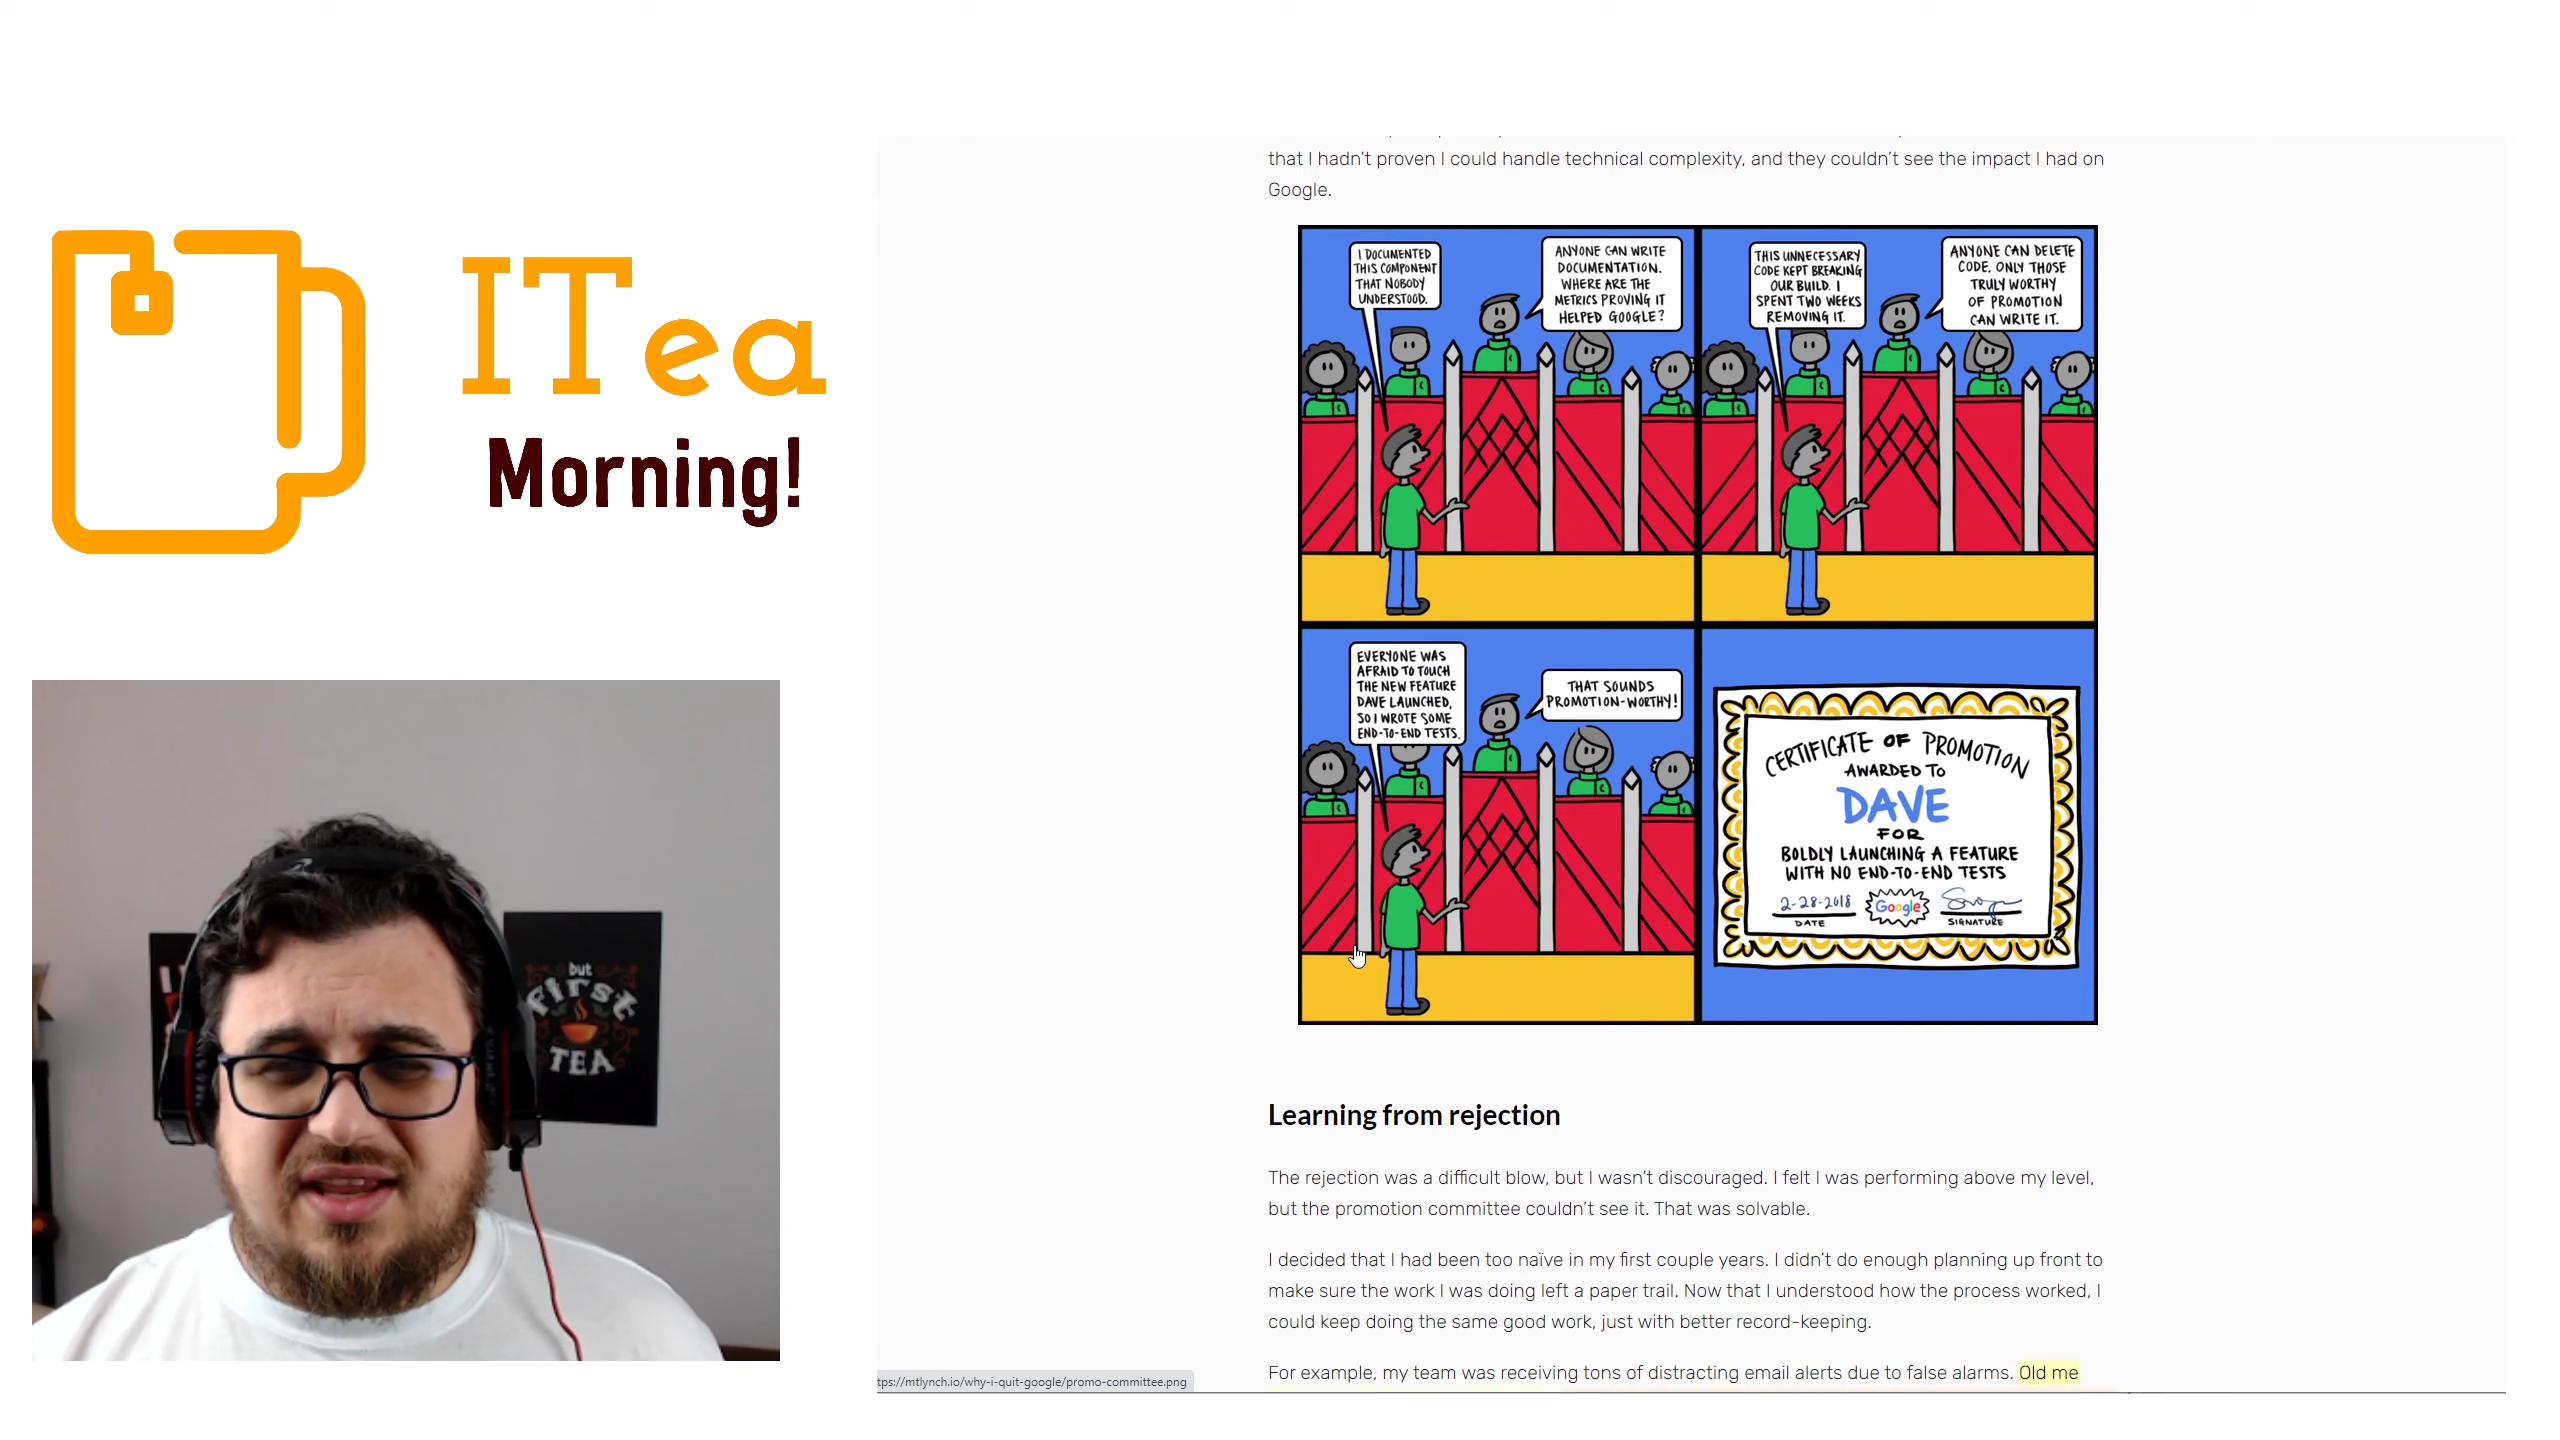 ITea
Morning!
but
first
TEA
that I hadn't proven I could handle technical complexity, and they couldn't see the impact I had on
Google.
I DOCUMENTED
THIS COMPONENT
THAT NOBODY
UNDERSTOOD.
ANYONE CAN WRITE
DOCUMENTATION.
WHERE ARE THE
METRICS PROVING IT
HELPED GOOGLE?
THIS UNNECESSARY
CODE KEPT BREAKING
OUR BUILD. I
SPENT TWO WEEKS
REMOVING IT.
ANYONE CAN DELETE
CODE. ONLY THOSE
TRULY WORTHY
OF PROMOTION
CAN WRITE IT.
EVERYONE WAS
AFRAID TO TOUCH
THE NEW FEATURE
DAVE LAUNCHED,
SO I WROTE SOME
END-TO-END TESTS.
THAT SOUNDS
PROMOTION-WORTHY!
CERTIFICATE OF PROMOTION
AWARDED TO
DAVE
FOR
BOLDLY LAUNCHING A FEATURE
WITH NO END-TO-END TESTS
2-28-2018
DATE
Google
SIGNATURE
Learning from rejection
The rejection was a difficult blow, but I wasn't discouraged. I felt I was performing above my level,
but the promotion committee couldn't see it. That was solvable.
I decided that I had been too naïve in my first couple years. I didn't do enough planning up front to
make sure the work I was doing left a paper trail. Now that I understood how the process worked, I
could keep doing the same good work, just with better record-keeping.
For example, my team was receiving tons of distracting email alerts due to false alarms. Old me
tps://mtlynch.io/why-i-quit-google/promo-committee.png